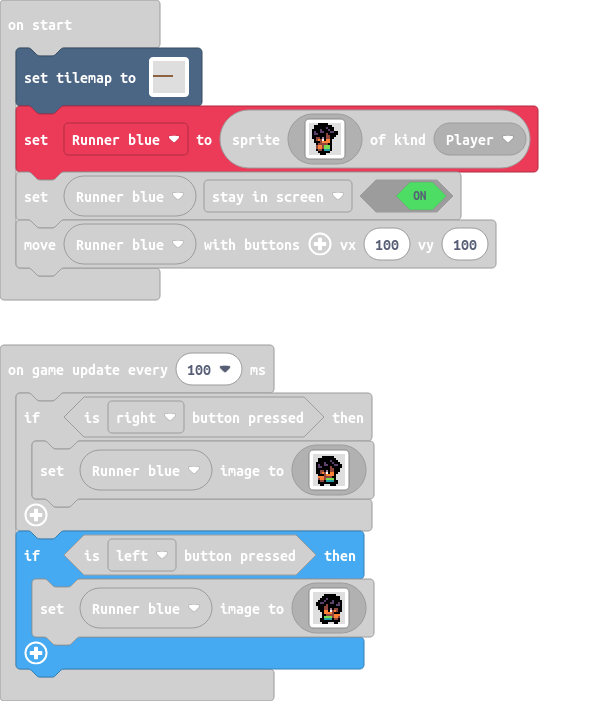 on start
set tilemap to
set Runner blue to sprite of kind Player
set Runner blue stay in screen ON
move Runner blue with buttons vx 100 vy 100
on game update every 100 ms
if is right button pressed then
set Runner blue image to
if is left button pressed then
set Runner blue image to